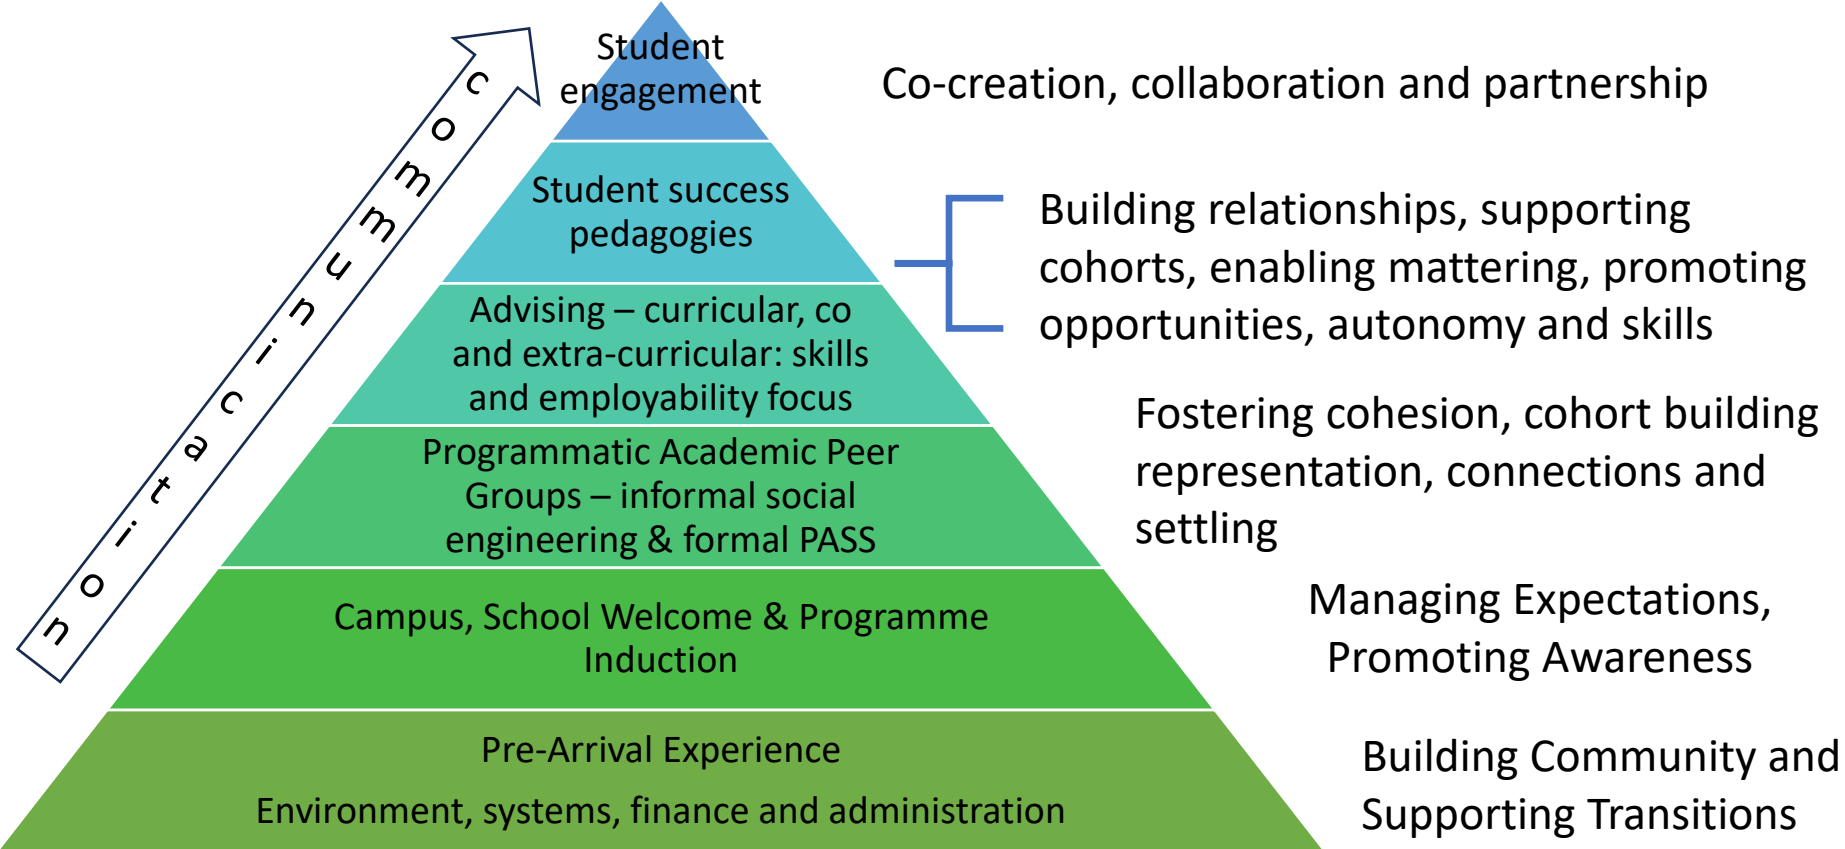 Student
engagement
Co-creation, collaboration and partnership
communication
Student success
pedagogies
Building relationships, supporting
cohorts, enabling mattering, promoting
opportunities, autonomy and skills
Advising – curricular, co
and extra-curricular: skills
and employability focus
Programmatic Academic Peer
Groups – informal social
engineering & formal PASS
Fostering cohesion, cohort building
representation, connections and
settling
Campus, School Welcome & Programme
Induction
Managing Expectations,
Promoting Awareness
Pre-Arrival Experience
Environment, systems, finance and administration
Building Community and
Supporting Transitions